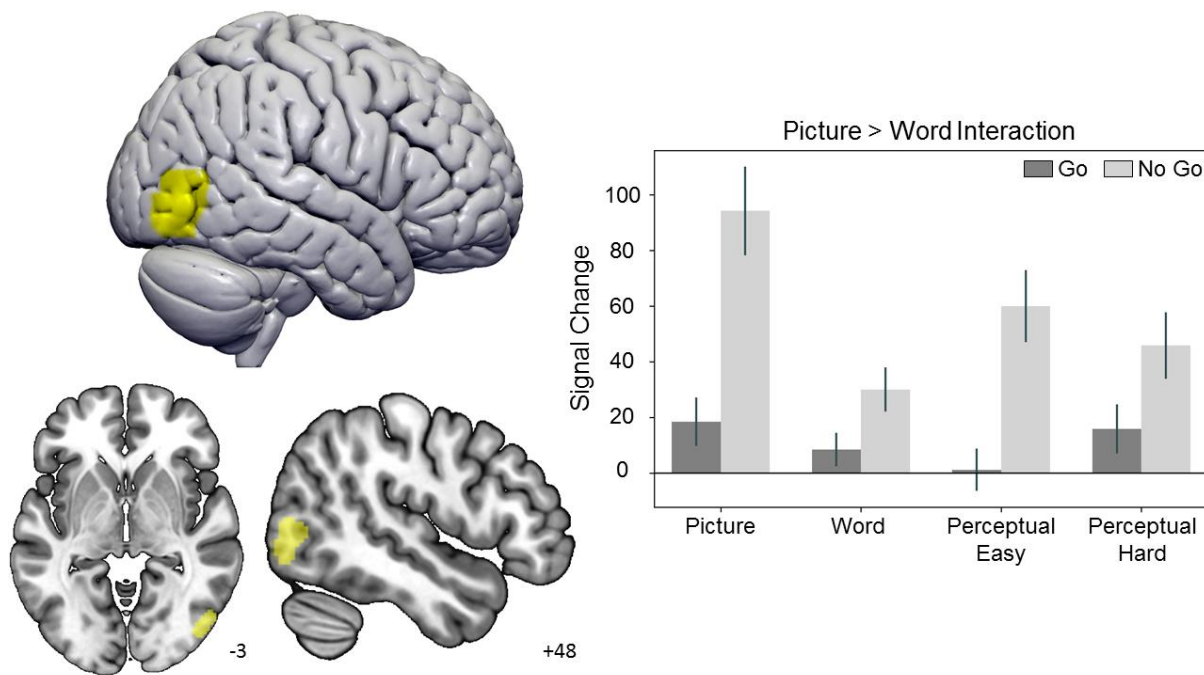 Picture > Word Interaction
Go No Go
Signal Change
100
80
60
40
20
0
Picture Word Perceptual Easy Perceptual Hard
-3
+48